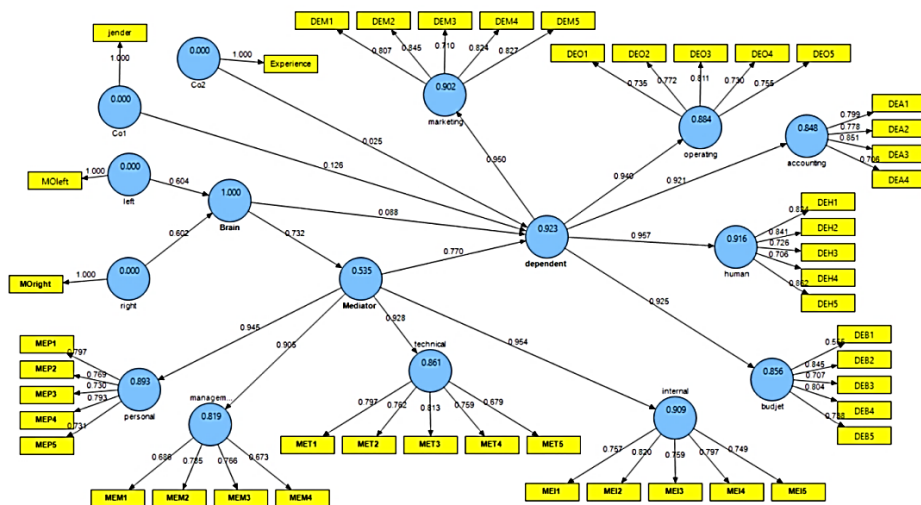 jender
1.000
0.000
Co1
0.000
Co2
1.000
Experience
DEM1
DEM2
DEM3
DEM4
DEM5
0.807
0.845
0.710
0.824
0.827
0.902
marketing
DEO1
DEO2
DEO3
DEO4
DEO5
0.735
0.772
0.811
0.730
0.755
0.884
operating
0.848
accounting
0.799
0.778
0.851
0.706
DEA1
DEA2
DEA3
DEA4
0.025
0.126
0.950
0.940
0.921
MOleft
1.000
0.000
left
0.604
1.000
Brain
0.088
0.602
0.732
MOright
1.000
0.000
right
0.923
dependent
0.770
0.957
0.925
0.916
human
0.841
0.726
0.706
DEH1
DEH2
DEH3
DEH4
DEH5
0.535
Mediator
0.945
0.905
0.928
0.954
MEP1
MEP2
MEP3
MEP4
MEP5
0.797
0.769
0.730
0.793
0.731
0.893
personal
managem...
0.819
0.686
0.785
0.766
0.673
MEM1
MEM2
MEM3
MEM4
technical
0.861
0.797
0.762
0.813
0.759
0.679
MET1
MET2
MET3
MET4
MET5
internal
0.909
0.757
0.820
0.759
0.797
0.749
MEI1
MEI2
MEI3
MEI4
MEI5
0.856
budjet
0.845
0.707
0.804
DEB1
DEB2
DEB3
DEB4
DEB5